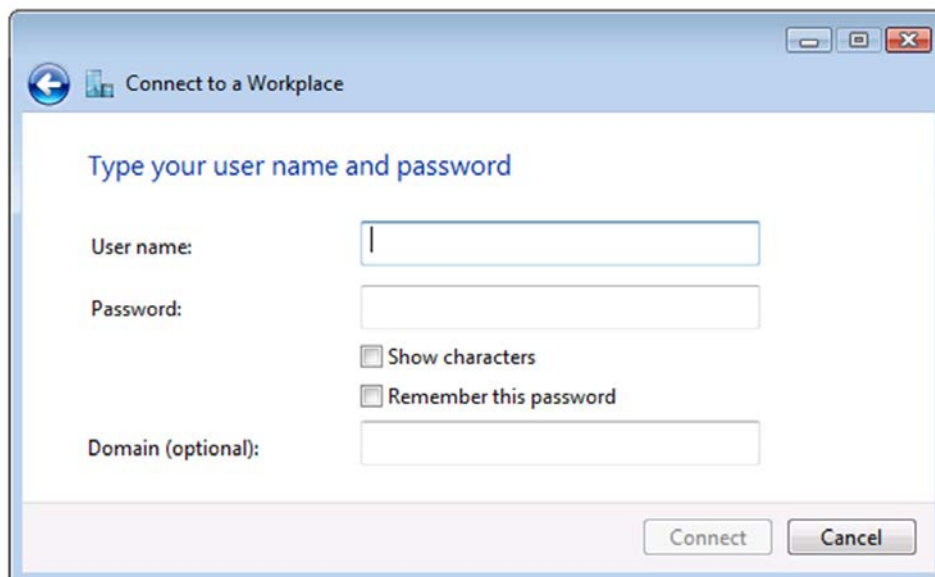 Connect to a Workplace
Type your user name and password
User name:
Password:
Show characters
Remember this password
Domain (optional):
Connect Cancel